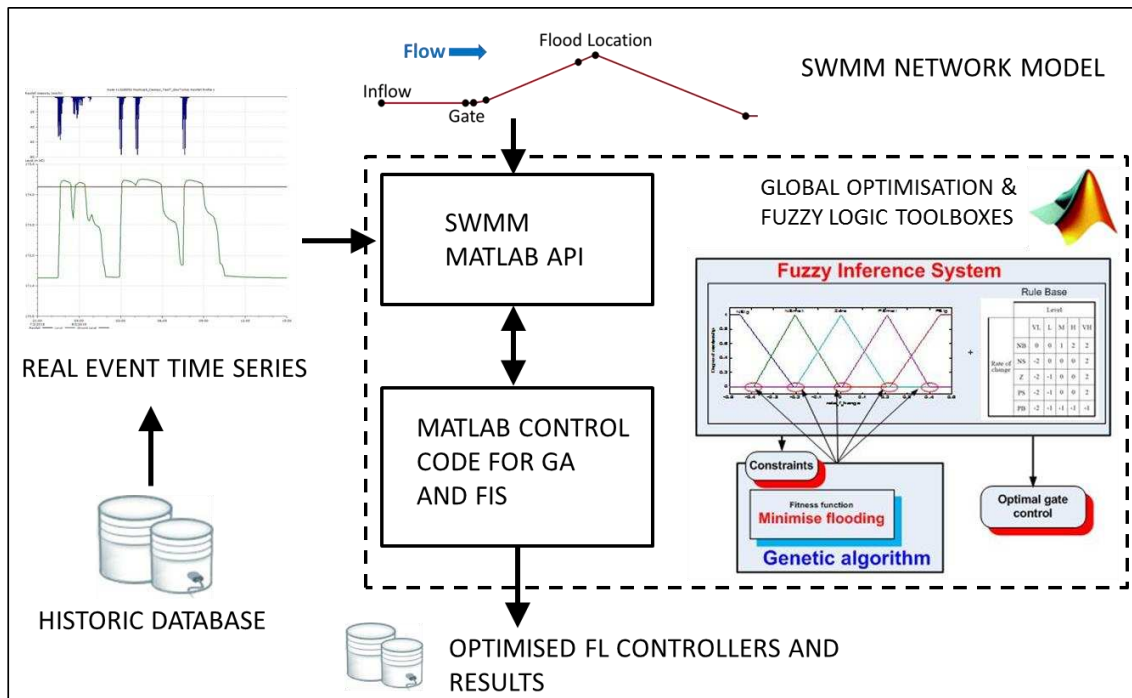 Flood Location
Flow
SWMM NETWORK MODEL
Inflow
Gate
GLOBAL OPTIMISATION &
FUZZY LOGIC TOOLBOXES
SWMM
MATLAB API
REAL EVENT TIME SERIES
Fuzzy Inference System
Rule Base
Level
VL L M H VH
NB 0 0 1 2 2
NS -2 0 0 0 2
Z -2 -1 0 0 2
PS -2 -1 0 0 2
PB -2 -1 -1 -1 -1
Rate of
change
+
MATLAB CONTROL
CODE FOR GA
AND FIS
Constraints
Fitness function
Minimise flooding
Genetic algorithm
Optimal gate
control
HISTORIC DATABASE
OPTIMISED FL CONTROLLERS AND
RESULTS